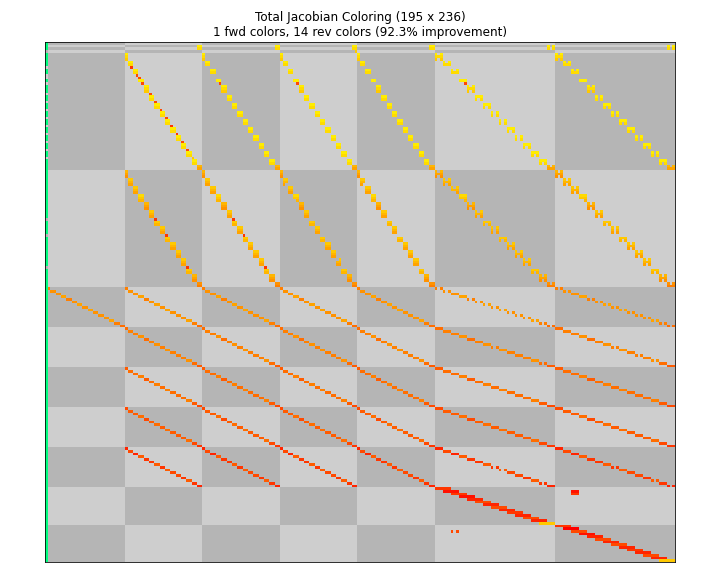 Total Jacobian Coloring (195 x 236)
1 fwd colors, 14 rev colors (92.3% improvement)